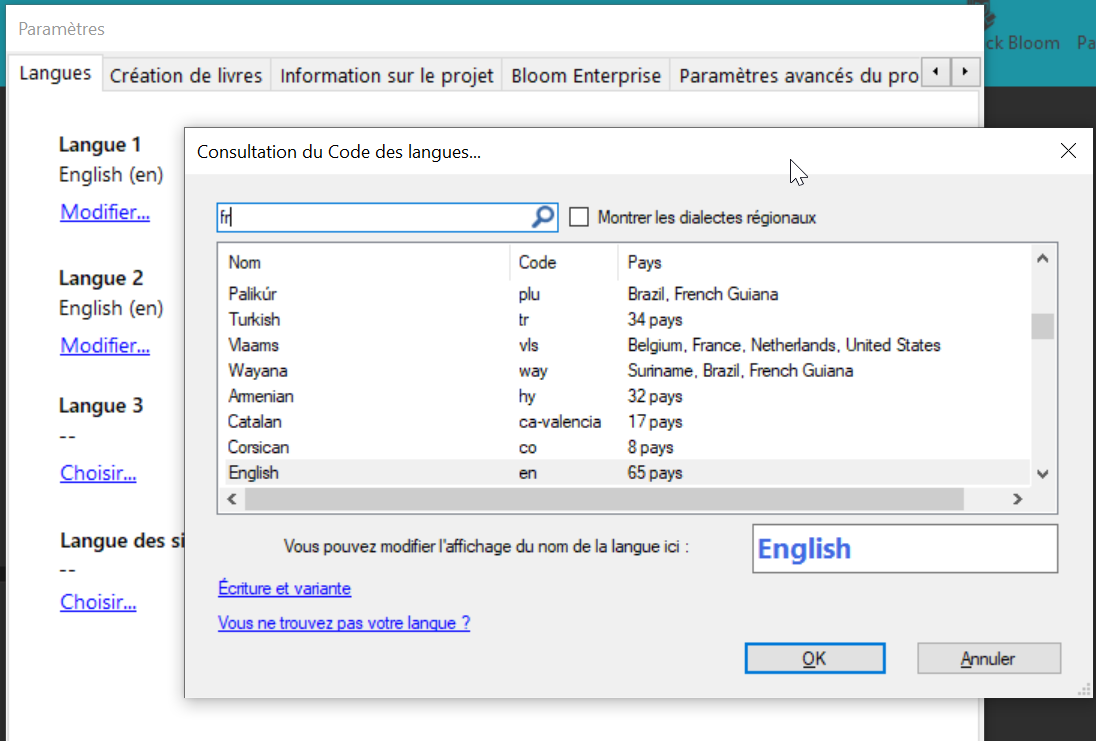 Paramètres
ck Bloom Pa
Langues Création de livres Information sur le projet Bloom Enterprise Paramètres avancés du pro
Langue 1
English (en)
Modifier...
Langue 2
English (en)
Modifier...
Langue 3
--
Choisir...
Langue des si
--
Choisir...
Consultation du Code des langues...
fr
Montrer les dialectes régionaux
Nom Code Pays
Palikúr plu Brazil, French Guiana
Turkish tr 34 pays
Vlaams vls Belgium, France, Netherlands, United States
Wayana way Suriname, Brazil, French Guiana
Armenian hy 32 pays
Catalan ca-valencia 17 pays
Corsican co 8 pays
English en 65 pays
Vous pouvez modifier l'affichage du nom de la langue ici :
English
Écriture et variante
Vous ne trouvez pas votre langue ?
OK Annuler